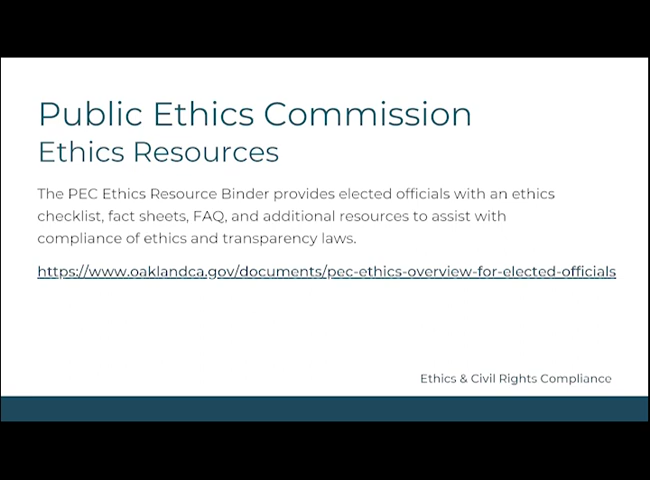 Public Ethics Commission
Ethics Resources
The PEC Ethics Resource Binder provides elected officials with an ethics
checklist, fact sheets, FAQ, and additional resources to assist with
compliance of ethics and transparency laws.
https://www.oaklandca.gov/documents/pec-ethics-overview-for-elected-officials
Ethics & Civil Rights Compliance